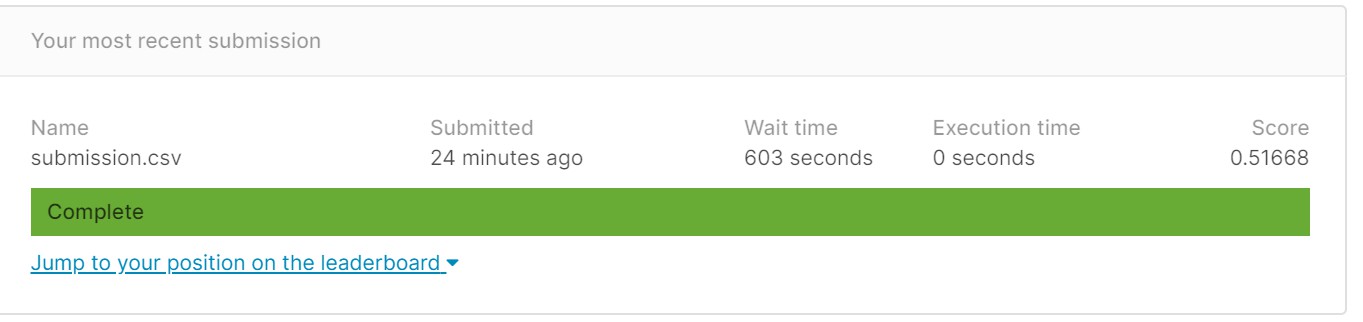 Your most recent submission
Name Submitted Wait time Execution time Score
submission.csv 24 minutes ago 603 seconds 0 seconds 0.51668
Complete
Jump to your position on the leaderboard